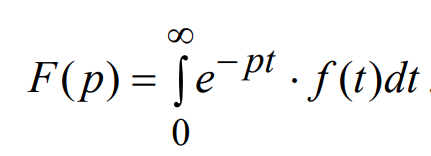 F(p) = ∫₀^∞ e^{-pt} · f(t)dt.